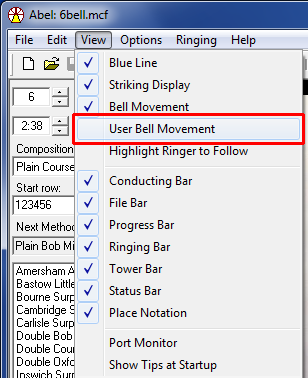 Abel: 6bell.mcf
File Edit View Options Ringing Help
Blue Line
Striking Display
Bell Movement
User Bell Movement
Highlight Ringer to Follow
Conducting Bar
File Bar
Progress Bar
Ringing Bar
Tower Bar
Status Bar
Place Notation
Port Monitor
Show Tips at Startup
6
2:38
Composition
Plain Course
Start row:
123456
Next Metho
Plain Bob Mi
Amersham A
Bastow Little
Bourne Surp
Cambridge S
Carlisle Surp
Double Bob
Double Cou
Double Oxfo
Ipswich Surp